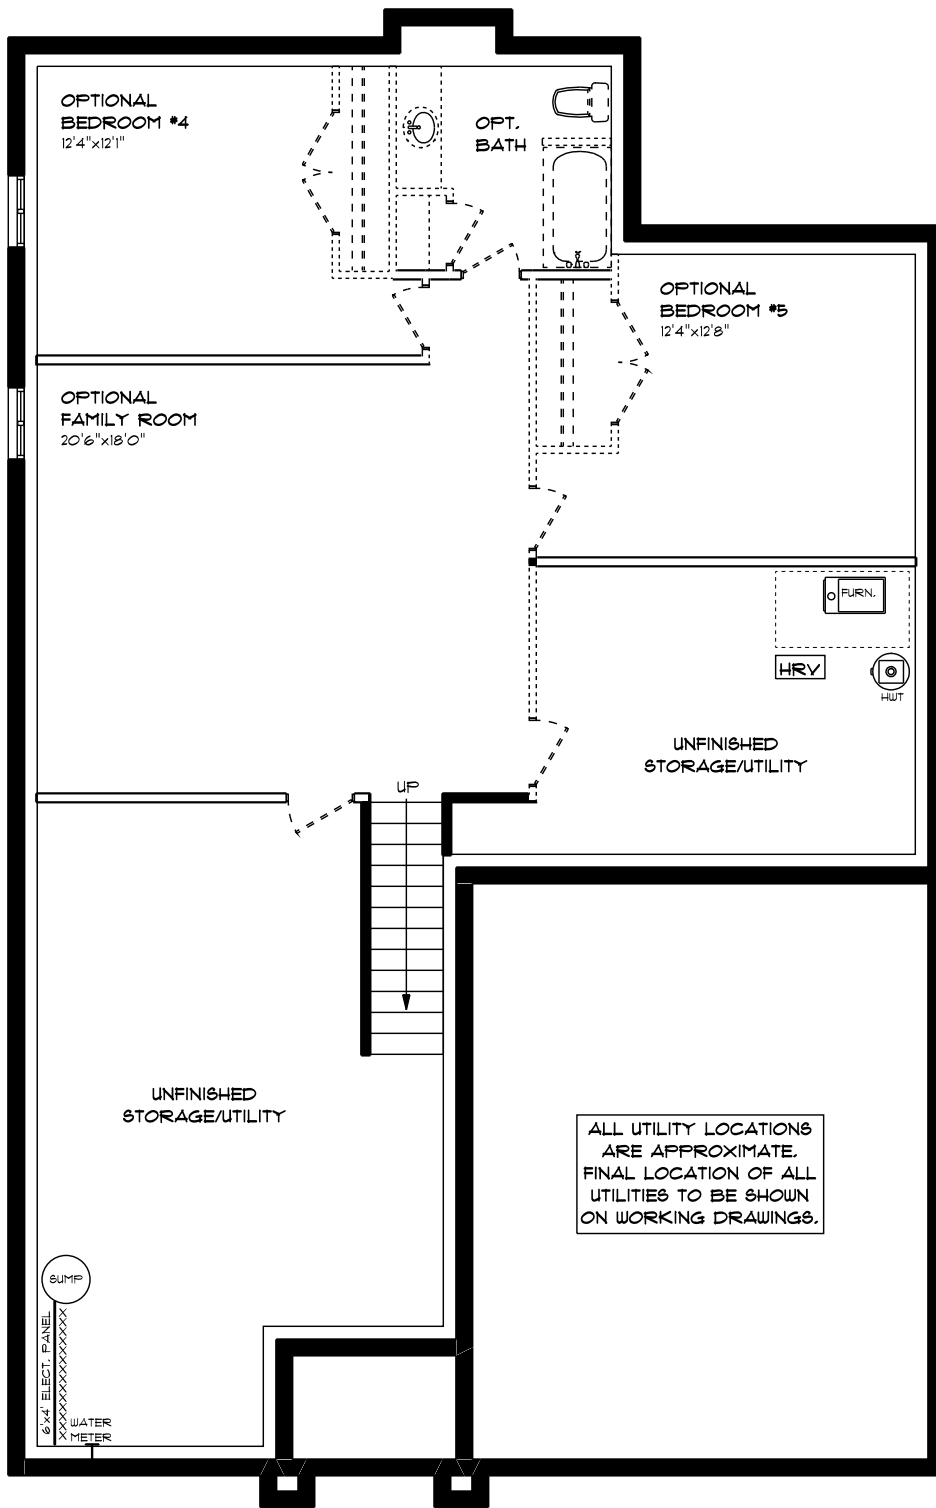 OPTIONAL
BEDROOM #4
12'4"x12'1"
OPT.
BATH
OPTIONAL
BEDROOM #5
12'4"x12'8"
OPTIONAL
FAMILY ROOM
20'6"x18'0"
FURN.
HRV
HWT
UNFINISHED
STORAGE/UTILITY
UP
UNFINISHED
STORAGE/UTILITY
ALL UTILITY LOCATIONS
ARE APPROXIMATE.
FINAL LOCATION OF ALL
UTILITIES TO BE SHOWN
ON WORKING DRAWINGS.
SUMP
6'x4' ELECT. PANEL
XXXXXXXXXXXXXX
WATER
METER